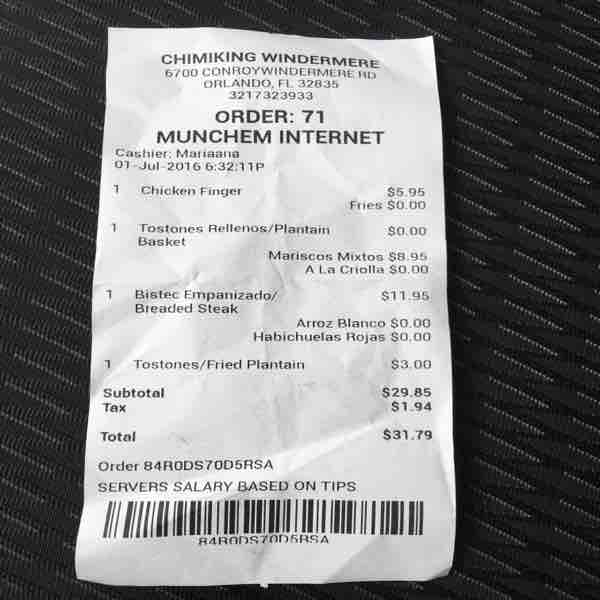 CHIMIKING WINDERMERE
6700 CONROYWINDERMERE RD
ORLANDO, FL 32835
3217323933
ORDER: 71
MUNCHEM INTERNET
Cashier: Mariaana
01-Jul-2016 6:32:11P
1 Chicken Finger $5.95
Fries $0.00
1 Tostones Rellenos/Plantain $0.00
Basket
Mariscos Mixtos $8.95
A La Criolla $0.00
1 Bistec Empanizado/ $11.95
Breaded Steak
Arroz Blanco $0.00
Habichuelas Rojas $0.00
1 Tostones/Fried Plantain $3.00
Subtotal $29.85
Tax $1.94
Total $31.79
Order 84R0DS70D5RSA
SERVERS SALARY BASED ON TIPS
84R0DS70D5RSA